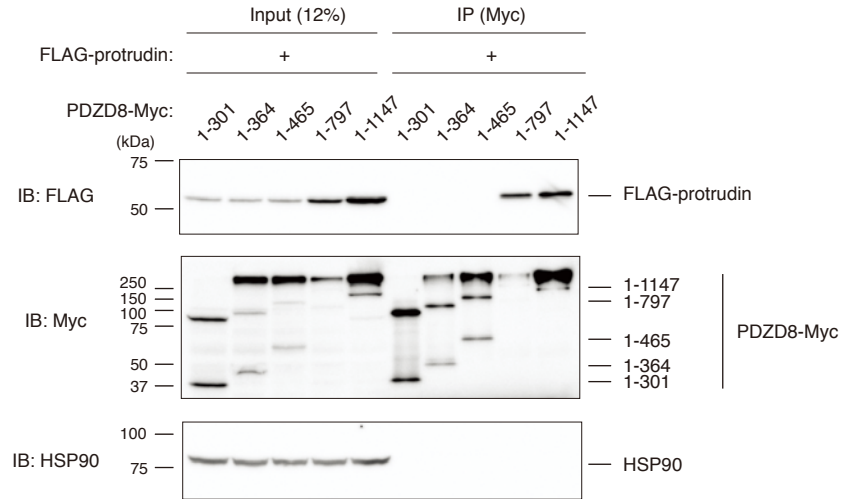 Input (12%) IP (Myc)
FLAG-protrudin: + +
PDZD8-Myc: 1-301 1-364 1-465 1-797 1-1147 1-301 1-364 1-465 1-797 1-1147
(kDa)
75
IB: FLAG 50 FLAG-protrudin
250 1-1147
150 1-797
100
IB: Myc 75 1-465 PDZD8-Myc
50 1-364
37 1-301
100
IB: HSP90 75 HSP90